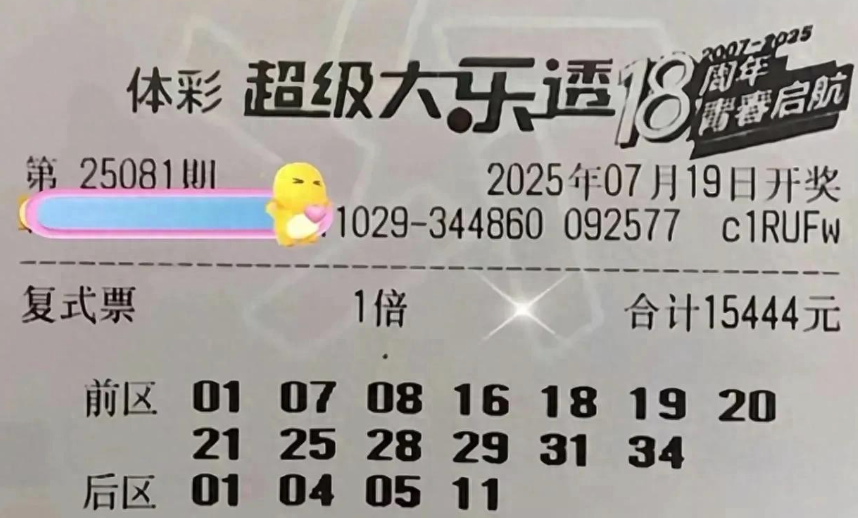 体彩 超级大乐透 18 2007-2025
周年
青春启航
第 25081期 2025年07月19日开奖
1029-344860 092577 c1RUFw
复式票 1倍 合计15444元
前区 01 07 08 16 18 19 20
21 25 28 29 31 34
后区 01 04 05 11